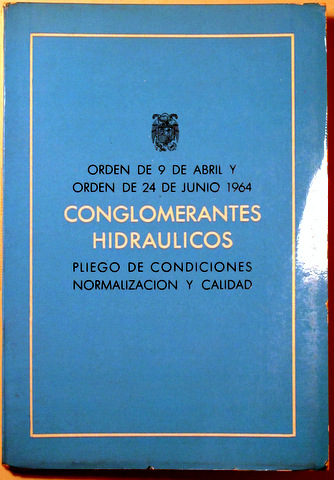 ORDEN DE 9 DE ABRIL Y
ORDEN DE 24 DE JUNIO 1964
CONGLOMERANTES
HIDRAULICOS
PLIEGO DE CONDICIONES
NORMALIZACION Y CALIDAD